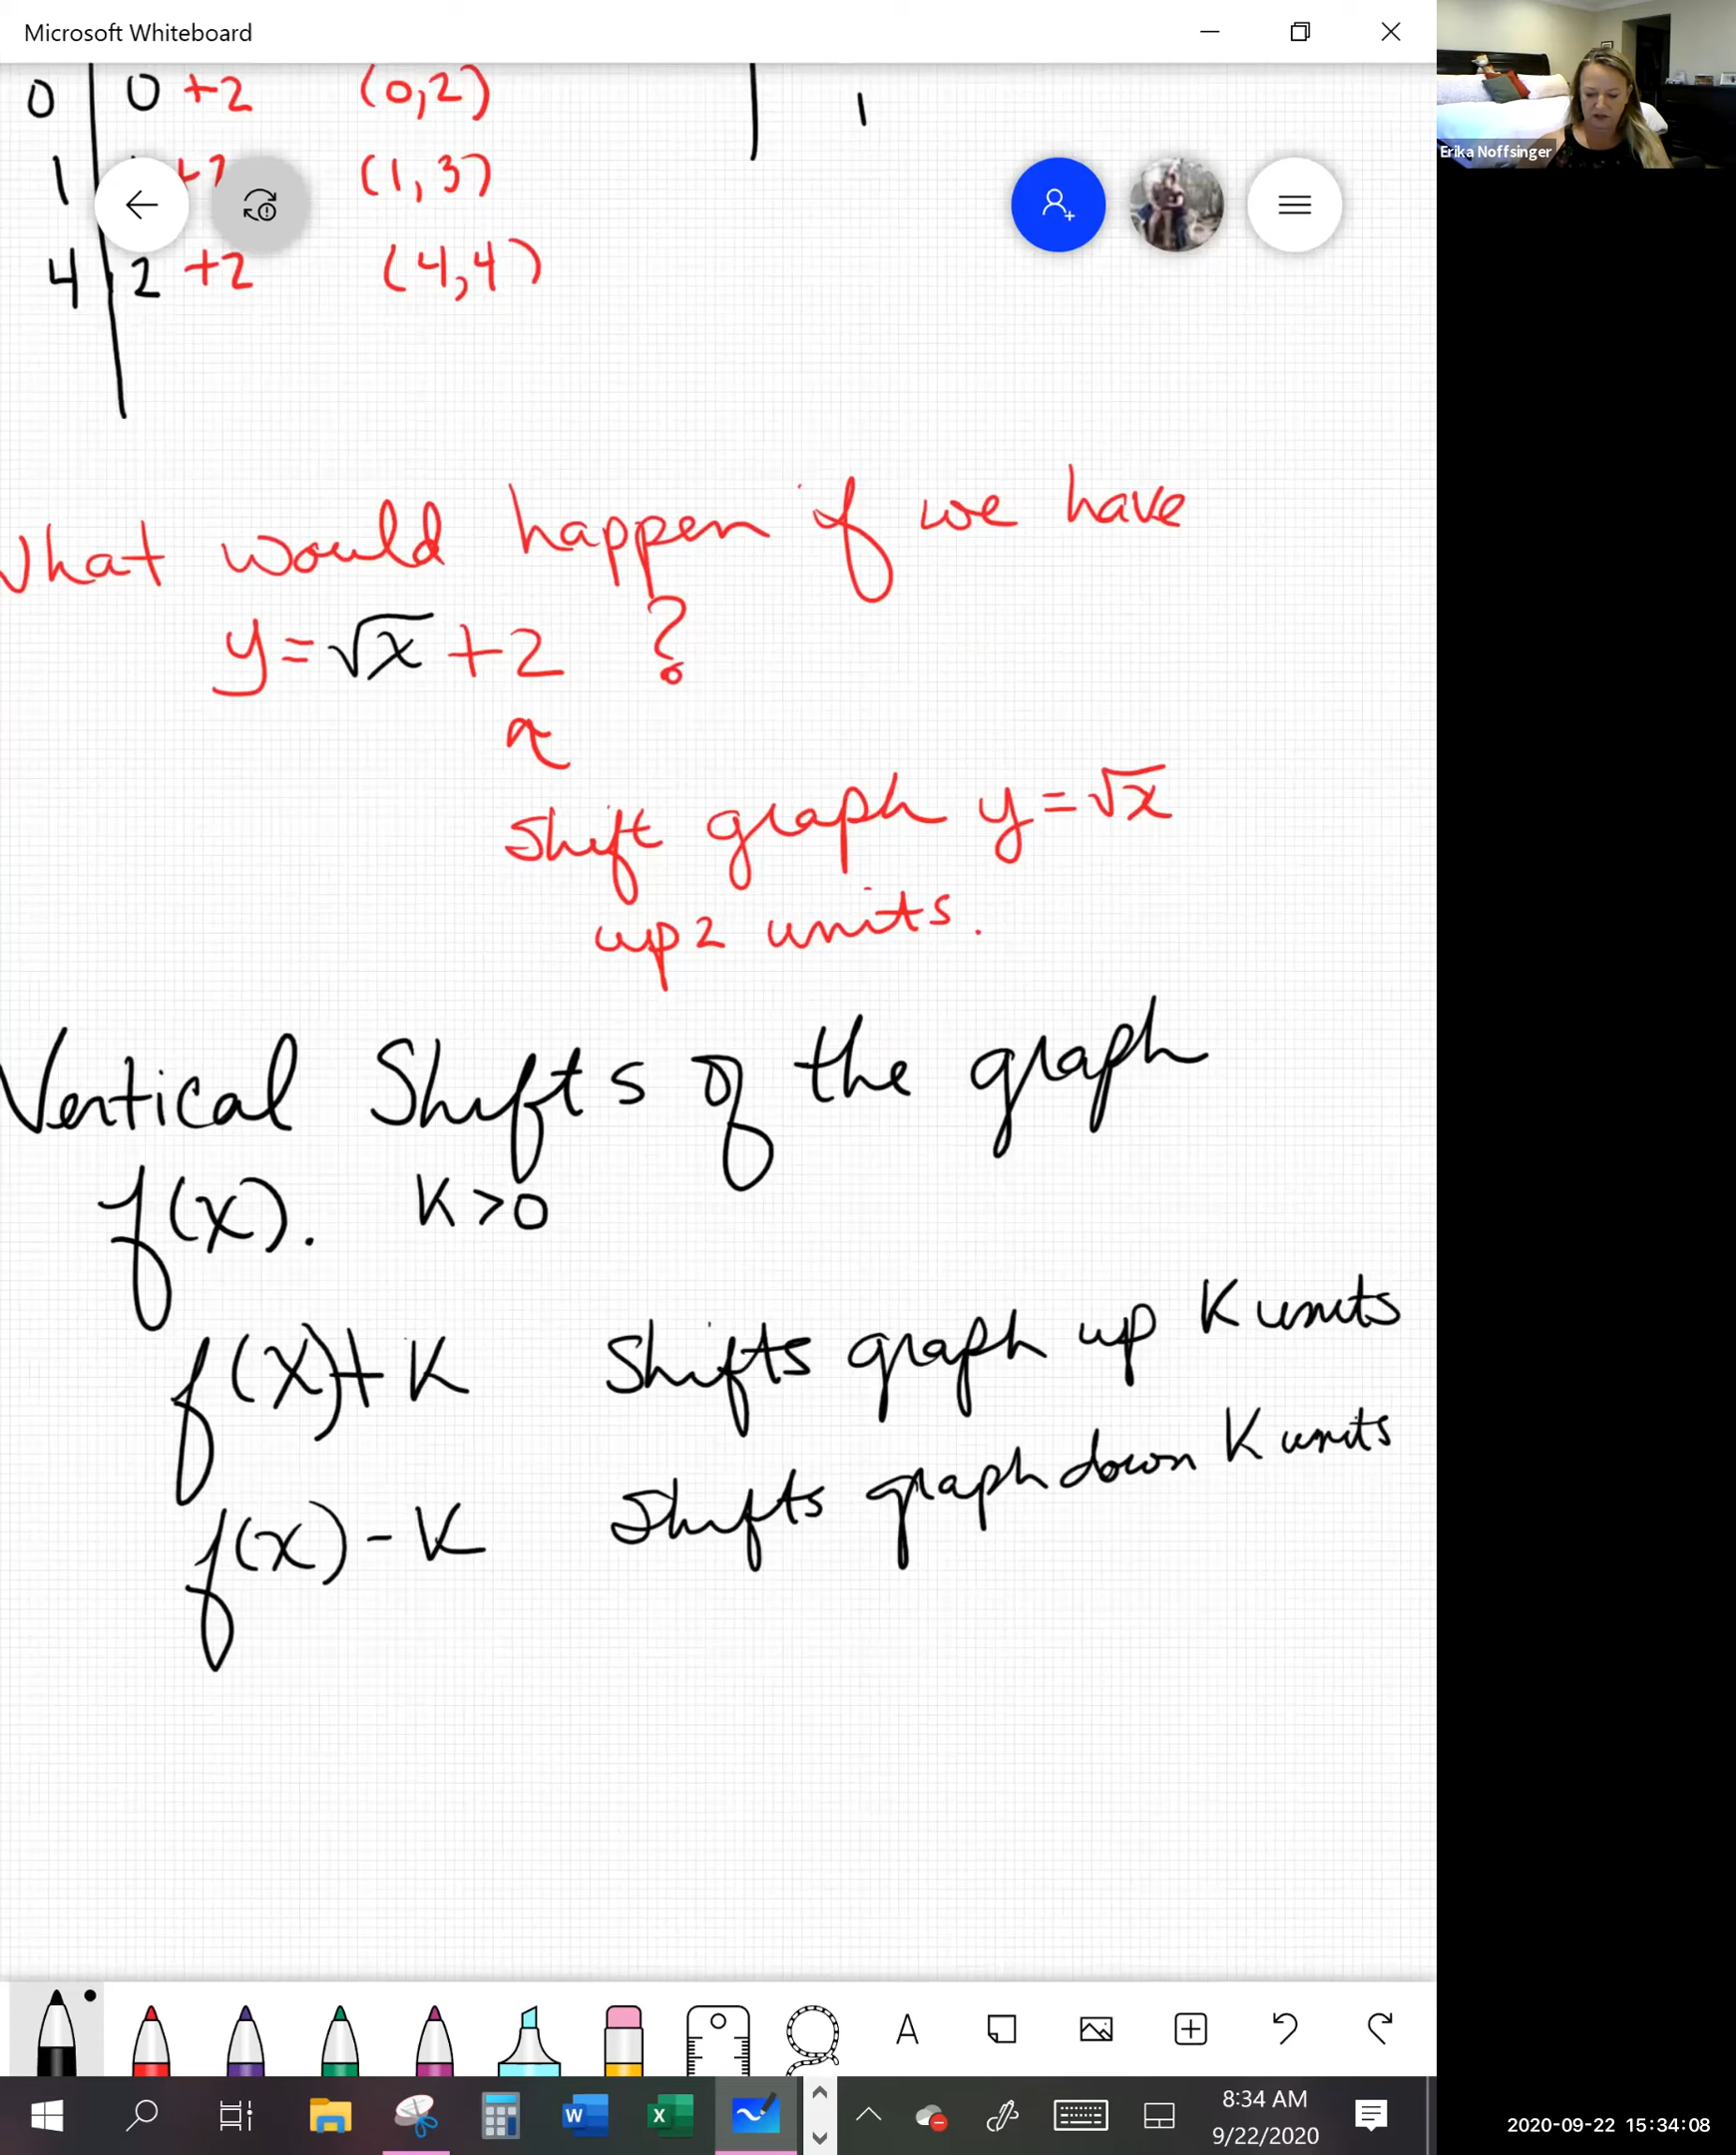 Microsoft Whiteboard
Erika Noffsinger
0 0 +2 (0,2)
1
1 (1,3)
4 2 +2 (4,4)
What would happen if we have
y = √x + 2 ?
shift graph y = √x
up 2 units.
Vertical Shifts of the graph
f(x). K > 0
f(x) + K Shifts graph up K units
f(x) - K Shifts graph down K units
8:34 AM
9/22/2020
2020-09-22 15:34:08